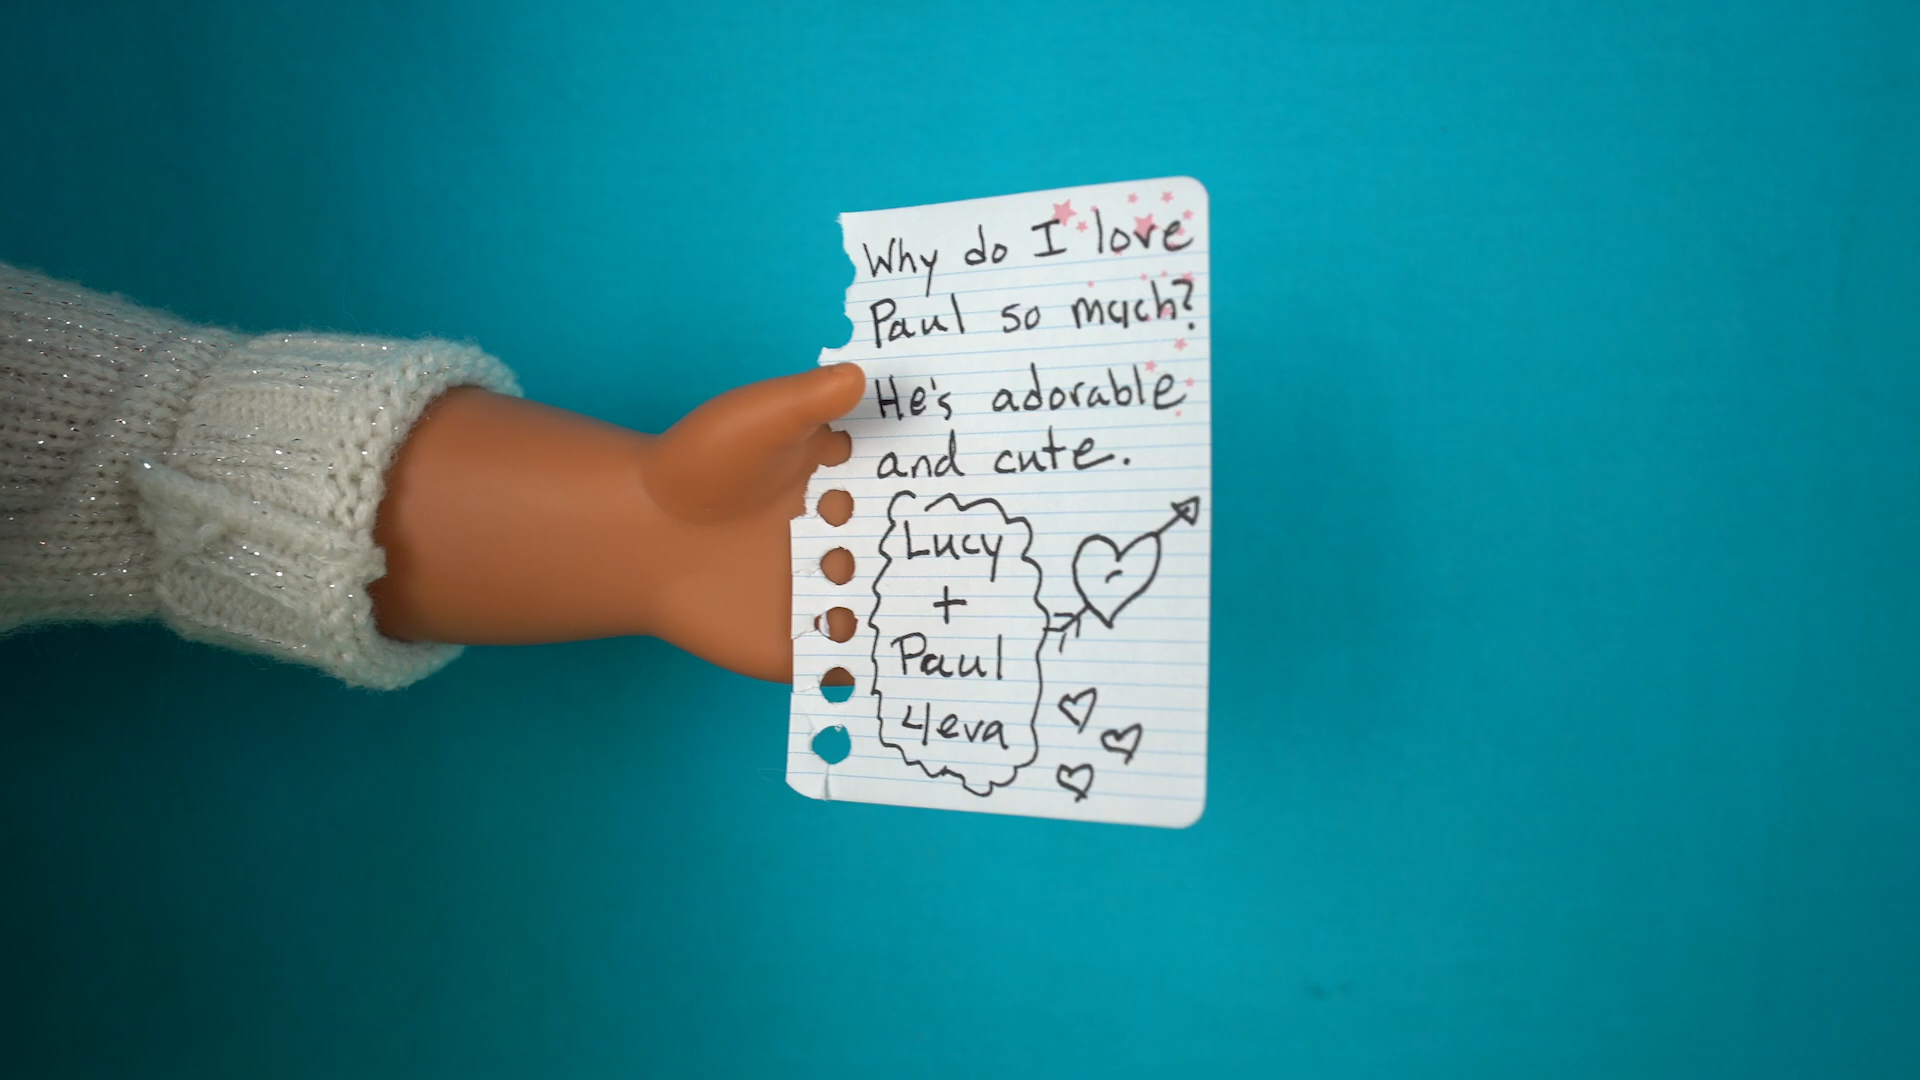 Why do I love
Paul so much?
He's adorable
and cute.
Lucy
+
Paul
4eva